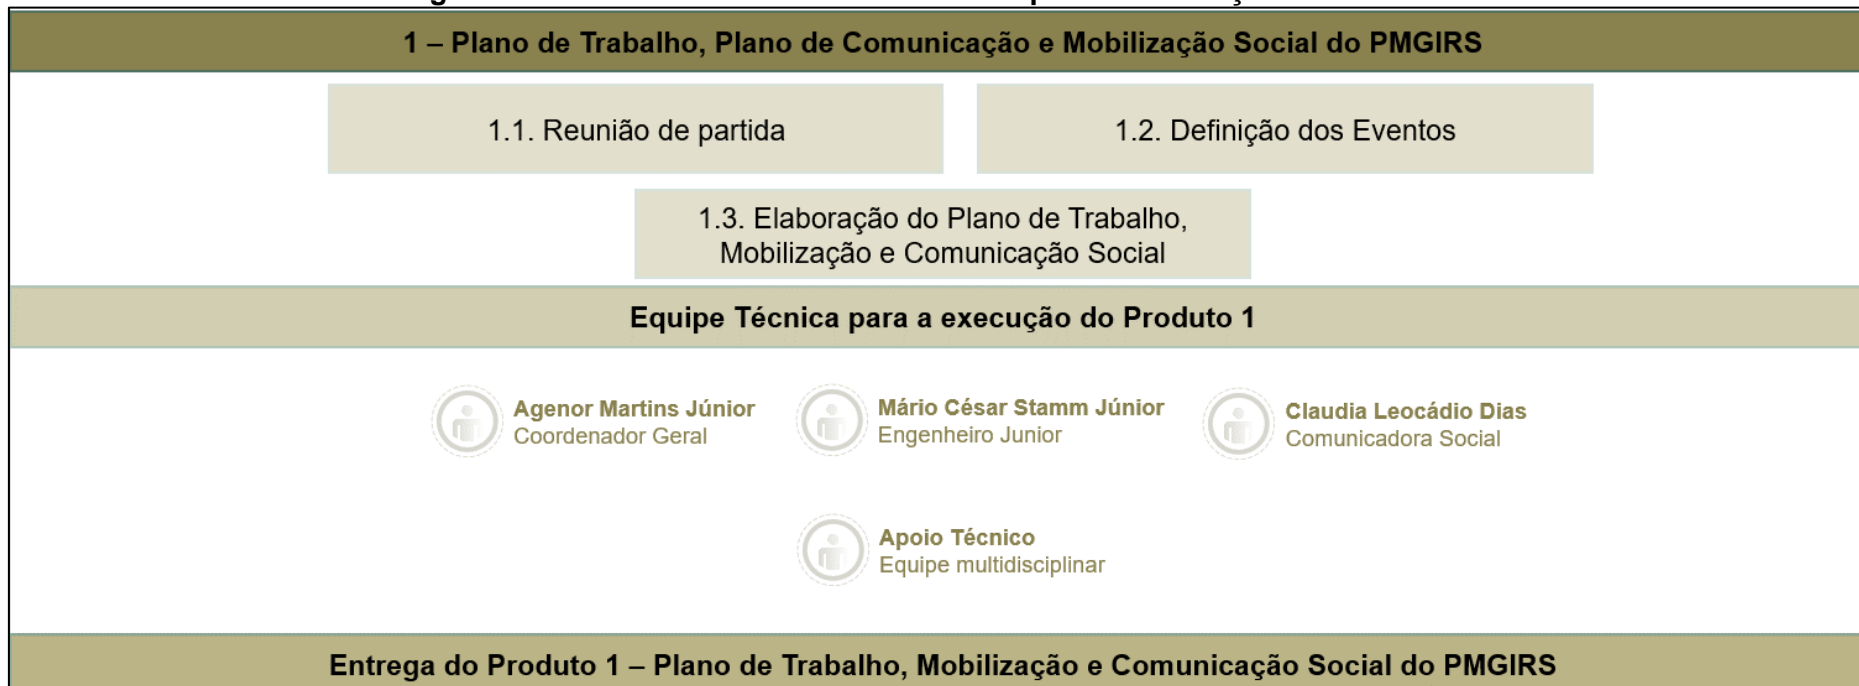 1 – Plano de Trabalho, Plano de Comunicação e Mobilização Social do PMGIRS
1.1. Reunião de partida
1.2. Definição dos Eventos
1.3. Elaboração do Plano de Trabalho,
Mobilização e Comunicação Social
Equipe Técnica para a execução do Produto 1
Agenor Martins Júnior
Coordenador Geral
Mário César Stamm Júnior
Engenheiro Junior
Claudia Leocádio Dias
Comunicadora Social
Apoio Técnico
Equipe multidisciplinar
Entrega do Produto 1 – Plano de Trabalho, Mobilização e Comunicação Social do PMGIRS